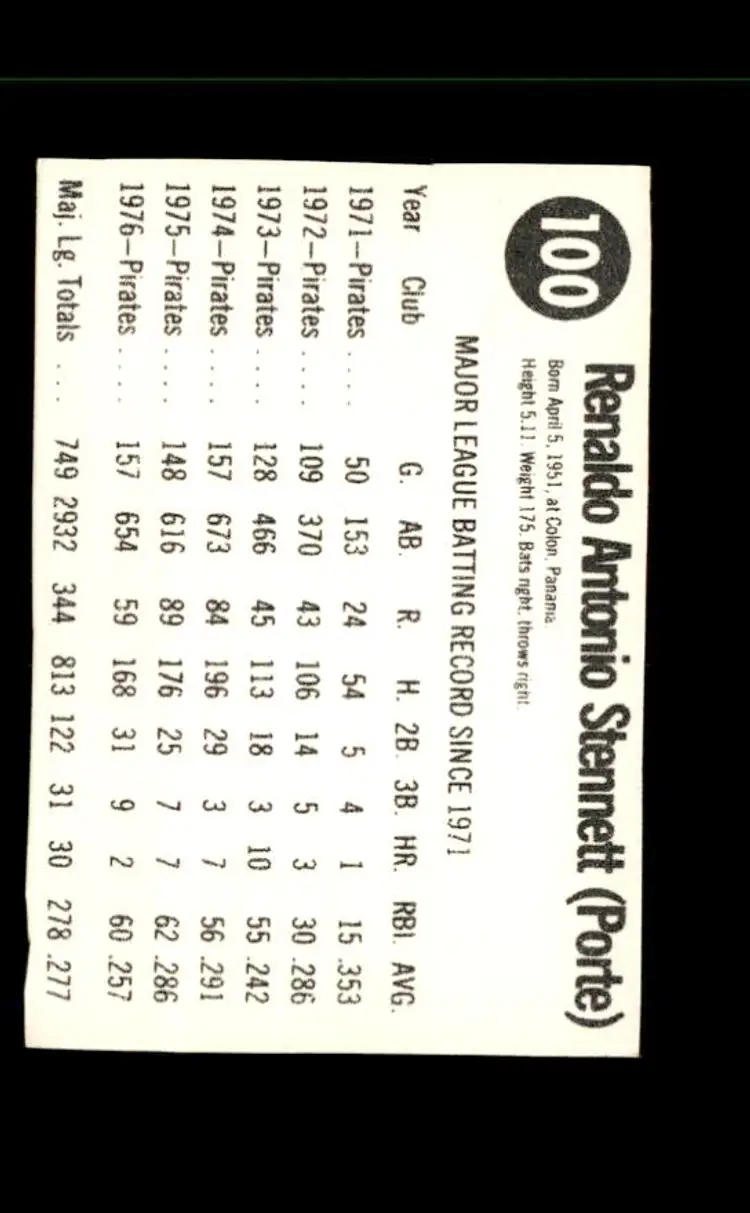 100
Renaldo Antonio Stennett (Porte)
Born April 5, 1951, at Colon, Panama.
Height 5.11. Weight 175. Bats right, throws right.
MAJOR LEAGUE BATTING RECORD SINCE 1971
Year Club G. AB. R. H. 2B. 3B. HR. RBI. AVG.
1971—Pirates .... 50 153 24 54 5 4 1 15 .353
1972—Pirates .... 109 370 43 106 14 5 3 30 .286
1973—Pirates .... 128 466 45 113 18 3 10 55 .242
1974—Pirates .... 157 673 84 196 29 3 7 56 .291
1975—Pirates .... 148 616 89 176 25 7 7 62 .286
1976—Pirates .... 157 654 59 168 31 9 2 60 .257
Maj. Lg. Totals ... 749 2932 344 813 122 31 30 278 .277